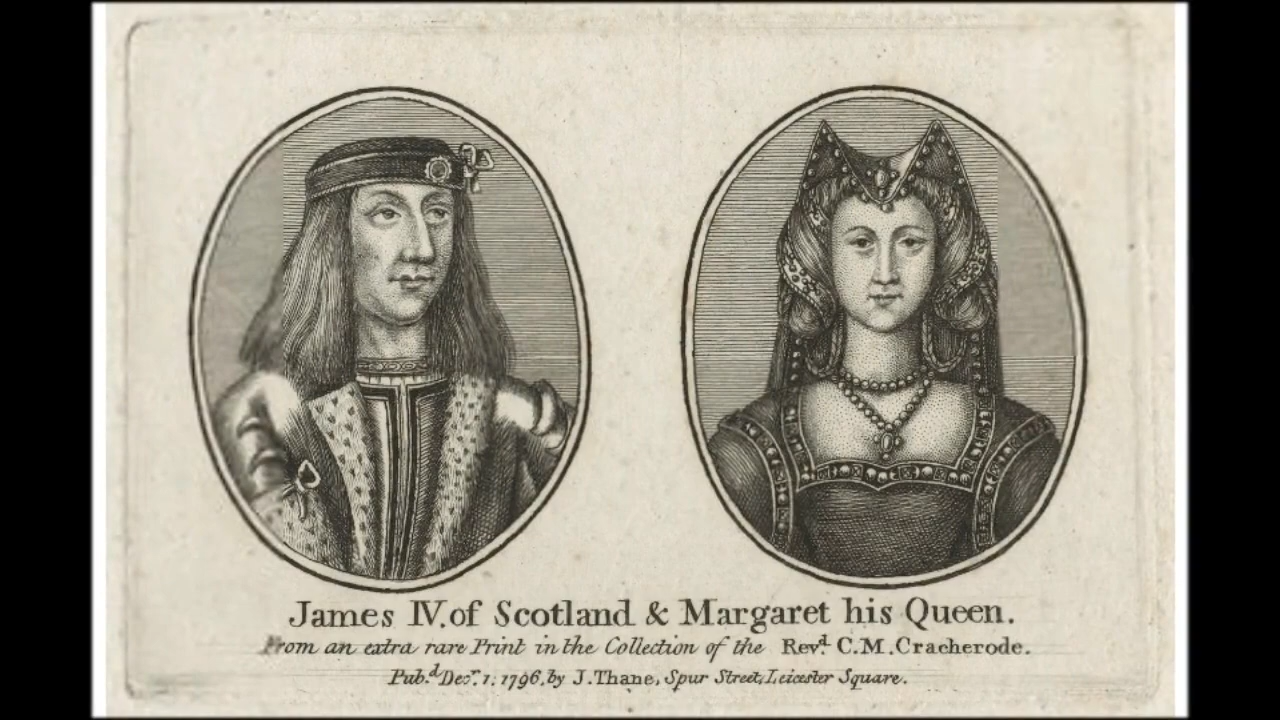 James IV. of Scotland & Margaret his Queen.
From an extra rare Print in the Collection of the Revd. C. M. Cracherode.
Pub.d Decr. 1. 1796, by J. Thane, Spur Street, Leicester Square.